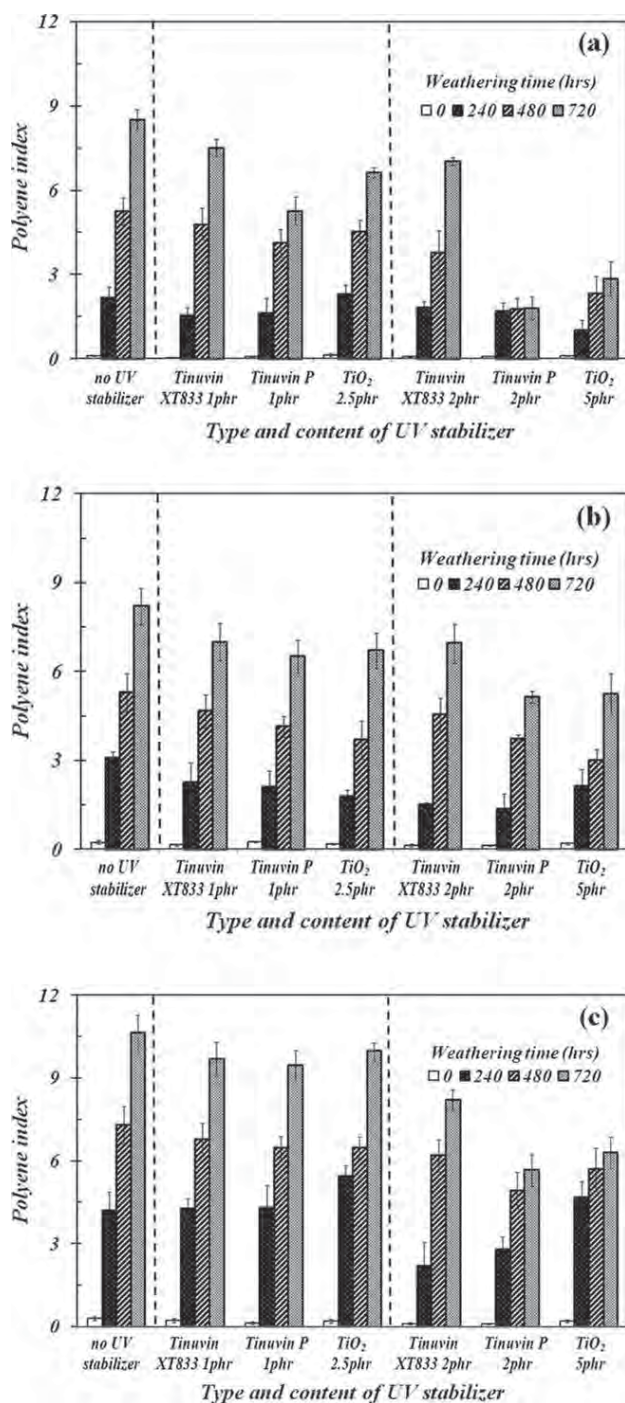 (a)
Weathering time (hrs)
0 240 480 720
12
9
6
3
0
Polyene index
no UV stabilizer
Tinuvin XT833 1phr
Tinuvin P 1phr
TiO2 2.5phr
Tinuvin XT833 2phr
Tinuvin P 2phr
TiO2 5phr
Type and content of UV stabilizer
(b)
Weathering time (hrs)
0 240 480 720
12
9
6
3
0
Polyene index
no UV stabilizer
Tinuvin XT833 1phr
Tinuvin P 1phr
TiO2 2.5phr
Tinuvin XT833 2phr
Tinuvin P 2phr
TiO2 5phr
Type and content of UV stabilizer
(c)
Weathering time (hrs)
0 240 480 720
12
9
6
3
0
Polyene index
no UV stabilizer
Tinuvin XT833 1phr
Tinuvin P 1phr
TiO2 2.5phr
Tinuvin XT833 2phr
Tinuvin P 2phr
TiO2 5phr
Type and content of UV stabilizer